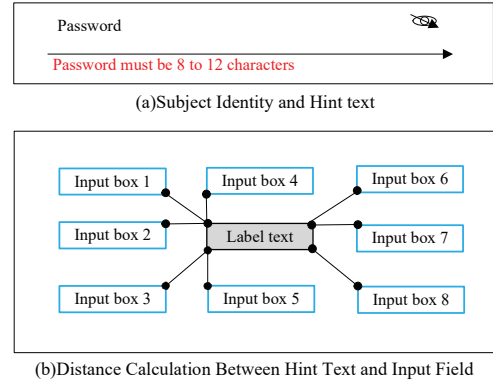 Password
Password must be 8 to 12 characters
(a)Subject Identity and Hint text
Input box 1
Input box 4
Input box 6
Input box 2
Label text
Input box 7
Input box 3
Input box 5
Input box 8
(b)Distance Calculation Between Hint Text and Input Field